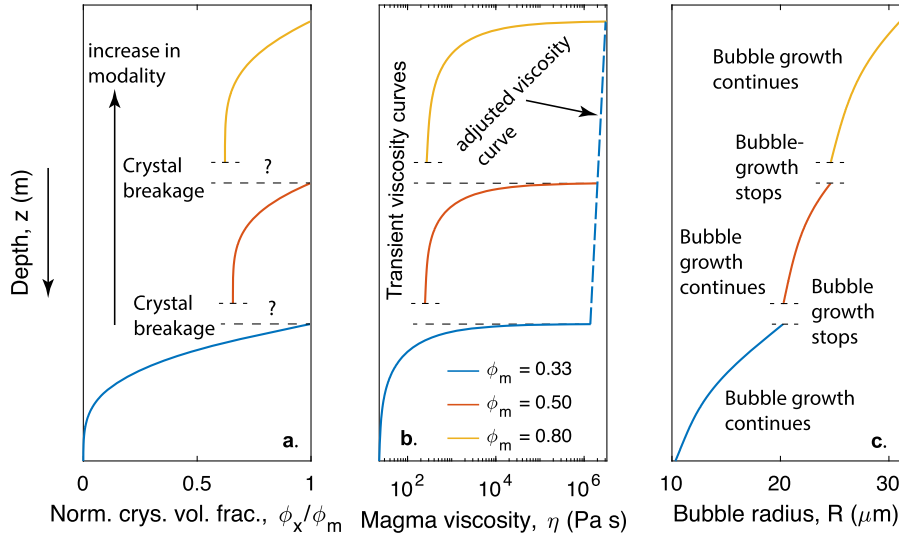 Depth, z (m)
increase in
modality
Crystal
breakage
?
Crystal
breakage
?
a.
0
0.5
1
Norm. crys. vol. frac., ϕx/ϕm
Transient viscosity curves
adjusted viscosity
curve
ϕm = 0.33
ϕm = 0.50
ϕm = 0.80
b.
10^2
10^4
10^6
Magma viscosity, η (Pa s)
Bubble growth
continues
Bubble-
growth
stops
Bubble
growth
continues
Bubble
growth
stops
Bubble growth
continues
c.
10
20
30
Bubble radius, R (μm)